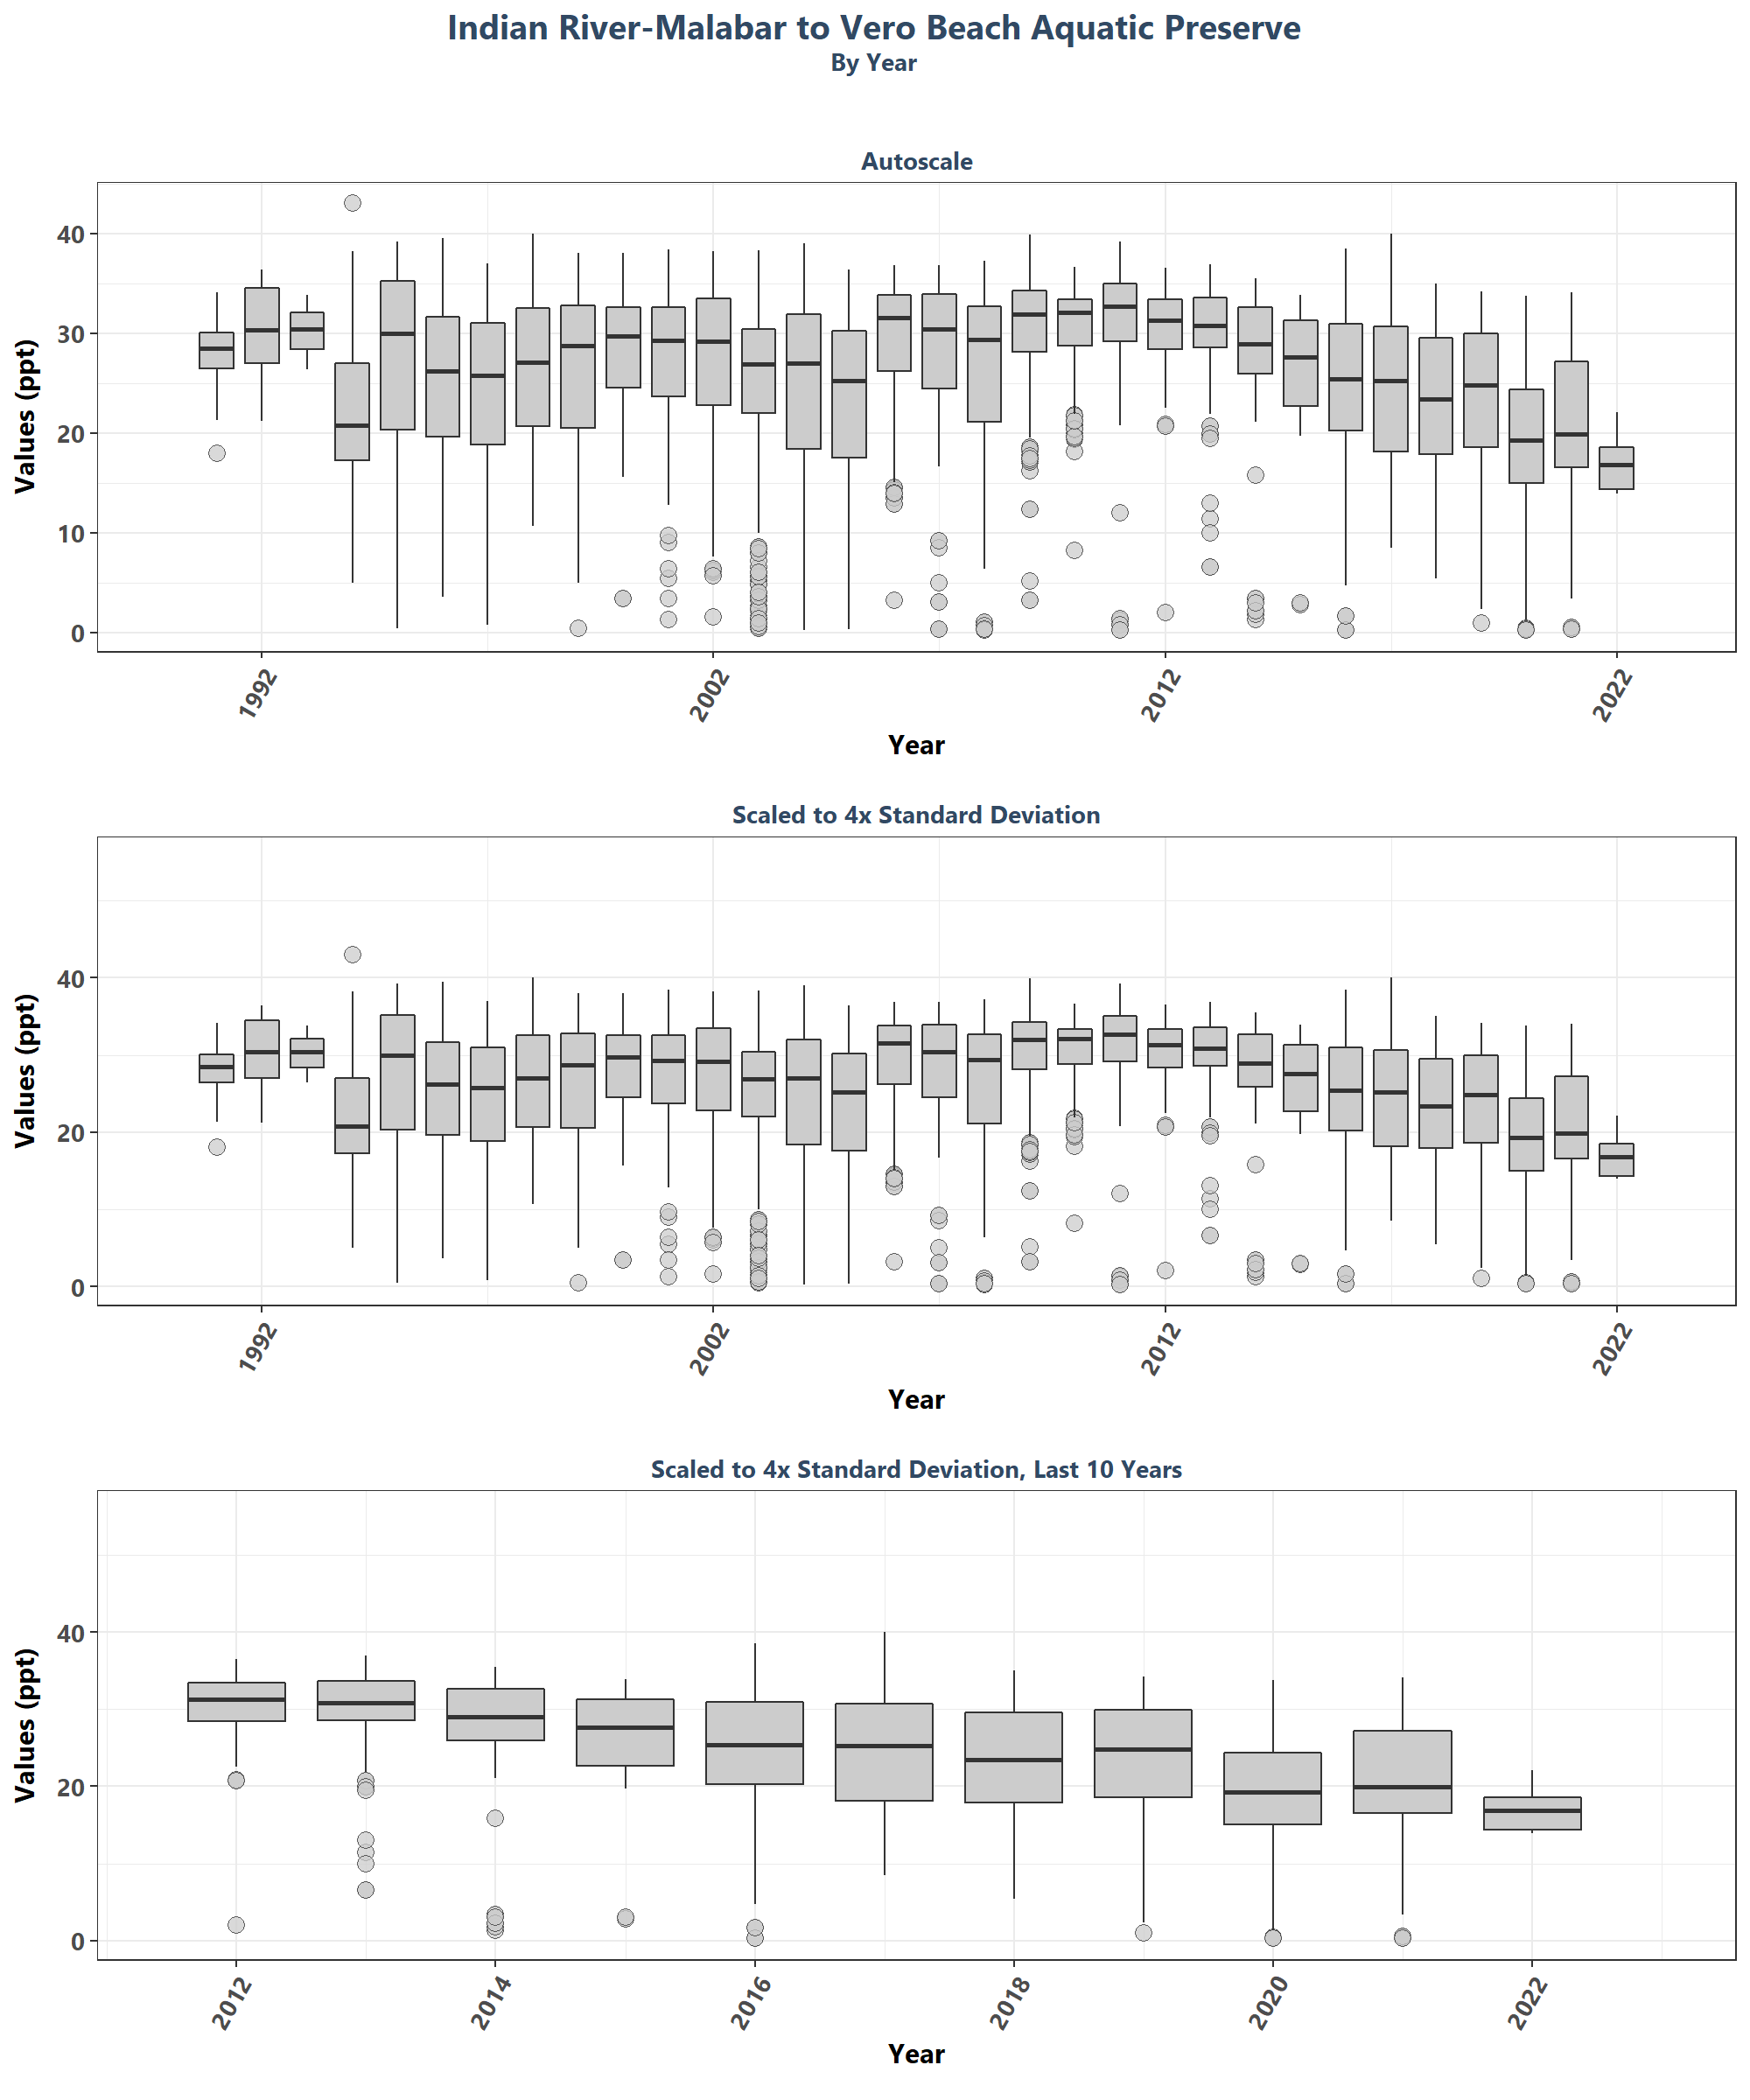 Indian River-Malabar to Vero Beach Aquatic Preserve
By Year
Autoscale
Values (ppt)
40
30
20
10
0
1992
2002
2012
2022
Year
Scaled to 4x Standard Deviation
Values (ppt)
40
20
0
1992
2002
2012
2022
Year
Scaled to 4x Standard Deviation, Last 10 Years
Values (ppt)
40
20
0
2012
2014
2016
2018
2020
2022
Year